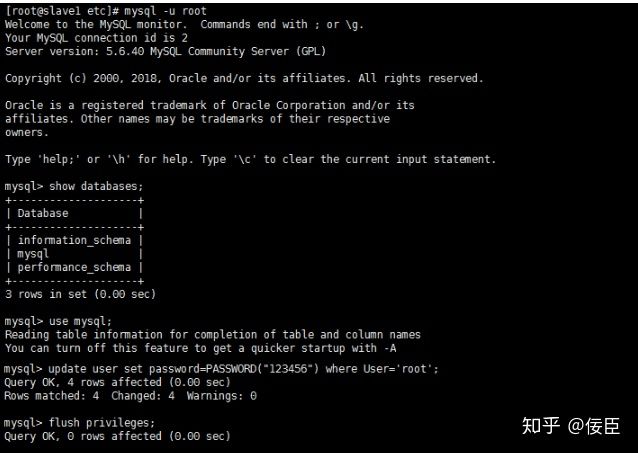 [root@slave1 etc]# mysql -u root
Welcome to the MySQL monitor.  Commands end with ; or \g.
Your MySQL connection id is 2
Server version: 5.6.40 MySQL Community Server (GPL)
Copyright (c) 2000, 2018, Oracle and/or its affiliates. All rights reserved.
Oracle is a registered trademark of Oracle Corporation and/or its
affiliates. Other names may be trademarks of their respective
owners.
Type 'help;' or '\h' for help. Type '\c' to clear the current input statement.
mysql> show databases;
+--------------------+
| Database           |
+--------------------+
| information_schema |
| mysql              |
| performance_schema |
+--------------------+
3 rows in set (0.00 sec)
mysql> use mysql;
Reading table information for completion of table and column names
You can turn off this feature to get a quicker startup with -A
mysql> update user set password=PASSWORD("123456") where User='root';
Query OK, 4 rows affected (0.00 sec)
Rows matched: 4  Changed: 4  Warnings: 0
mysql> flush privileges;
Query OK, 0 rows affected (0.00 sec)
知乎 @佞臣